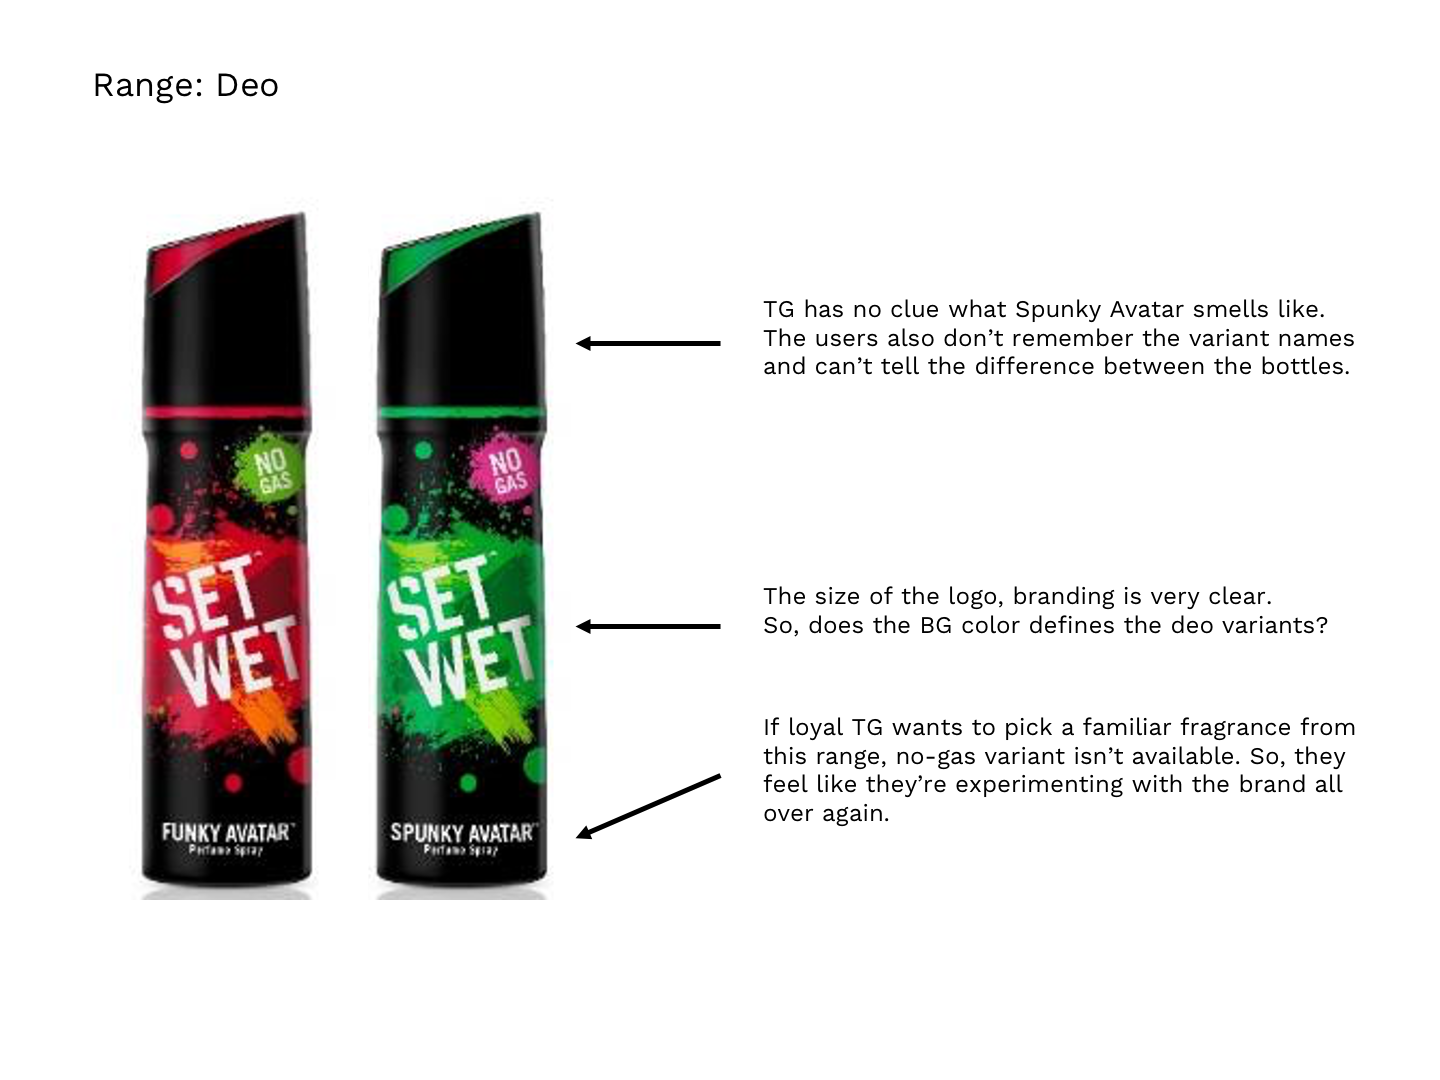 Range: Deo
NO
GAS
SET
WET
FUNKY AVATAR™
Perfume Spray
NO
GAS
SET
WET
SPUNKY AVATAR™
Perfume Spray
TG has no clue what Spunky Avatar smells like.
The users also don’t remember the variant names
and can’t tell the difference between the bottles.
The size of the logo, branding is very clear.
So, does the BG color defines the deo variants?
If loyal TG wants to pick a familiar fragrance from
this range, no-gas variant isn’t available. So, they
feel like they’re experimenting with the brand all
over again.